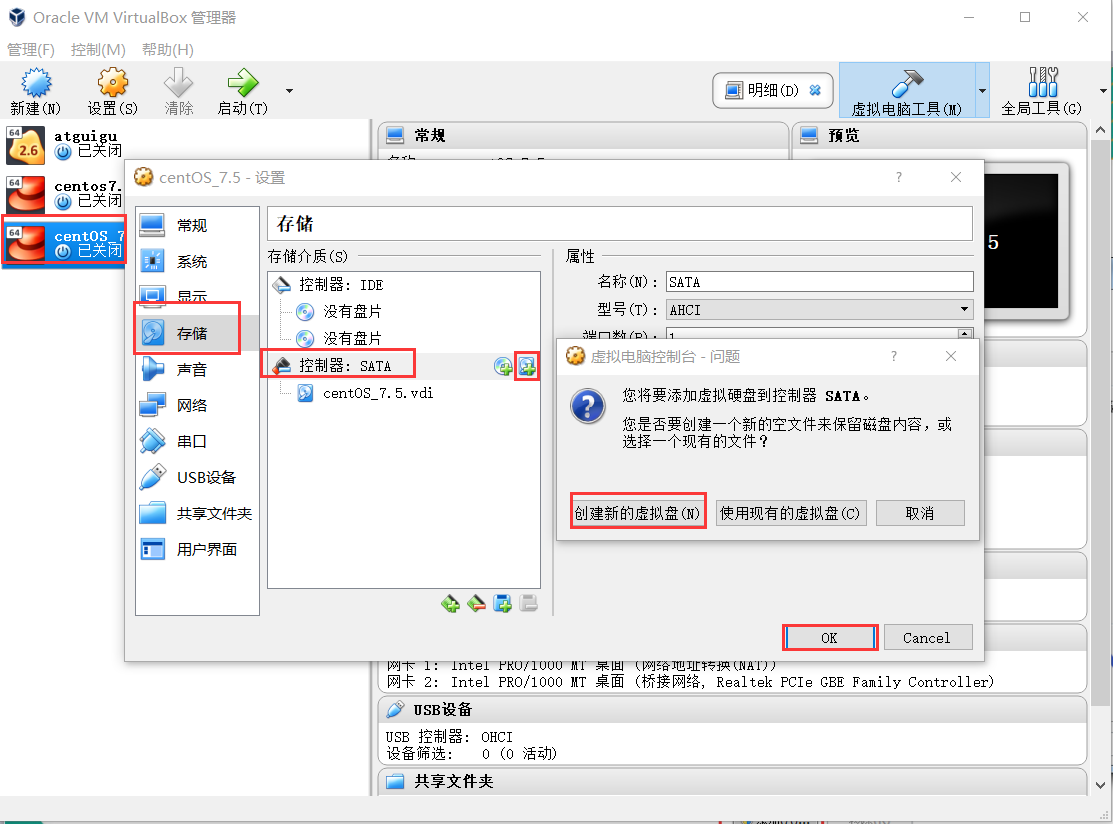 Oracle VM VirtualBox 管理器
管理(F) 控制(M) 帮助(H)
新建(N) 设置(S) 清除 启动(T) 明细(D) 虚拟电脑工具(M) 全局工具(G)
64 2.6 atguigu
已关闭
64 centos7.
已关闭
64 centOS_7
已关闭
常规
预览
5
centOS_7.5 - 设置
常规
系统
显示
存储
声音
网络
串口
USB设备
共享文件夹
用户界面
存储
存储介质(S)
控制器: IDE
没有盘片
没有盘片
控制器: SATA
centOS_7.5.vdi
属性
名称(N): SATA
型号(T): AHCI
端口数(P): 1
虚拟电脑控制台 - 问题
您将要添加虚拟硬盘到控制器 SATA。
您是否要创建一个新的空文件来保留磁盘内容，或
选择一个现有的文件？
创建新的虚拟盘(N) 使用现有的虚拟盘(C) 取消
OK Cancel
网卡 1: Intel PRO/1000 MT 桌面 (网络地址转换(NAT))
网卡 2: Intel PRO/1000 MT 桌面 (桥接网络, Realtek PCIe GBE Family Controller)
USB设备
USB 控制器: OHCI
设备筛选: 0 (0 活动)
共享文件夹